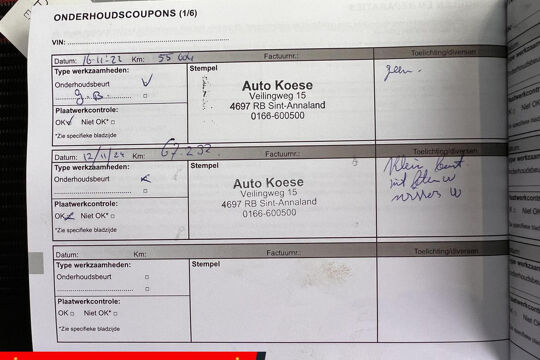 ONDERHOUDSCOUPONS (1/6)
VIN:
Datum: 16-11-22 Km: 55 604 Factuurnr.: Toelichting/diversen
Type werkzaamheden: Stempel
Onderhoudsbeurt
g.B.
Auto Koese
Veilingweg 15
4697 RB Sint-Annaland
0166-600500
geen.
Plaatwerkcontrole:
OK Niet OK*
*Zie specifieke bladzijde
Datum: 12/11/24 Km: 67.232 Factuurnr.: Toelichting/diversen
Type werkzaamheden: Stempel
Onderhoudsbeurt
Auto Koese
Veilingweg 15
4697 RB Sint-Annaland
0166-600500
Klein Beurt
Plaatwerkcontrole:
OK Niet OK*
*Zie specifieke bladzijde
Datum: Km: Factuurnr.: Toelichting/diversen
Type werkzaamheden: Stempel
Onderhoudsbeurt
Plaatwerkcontrole:
OK Niet OK*
*Zie specifieke bladzijde